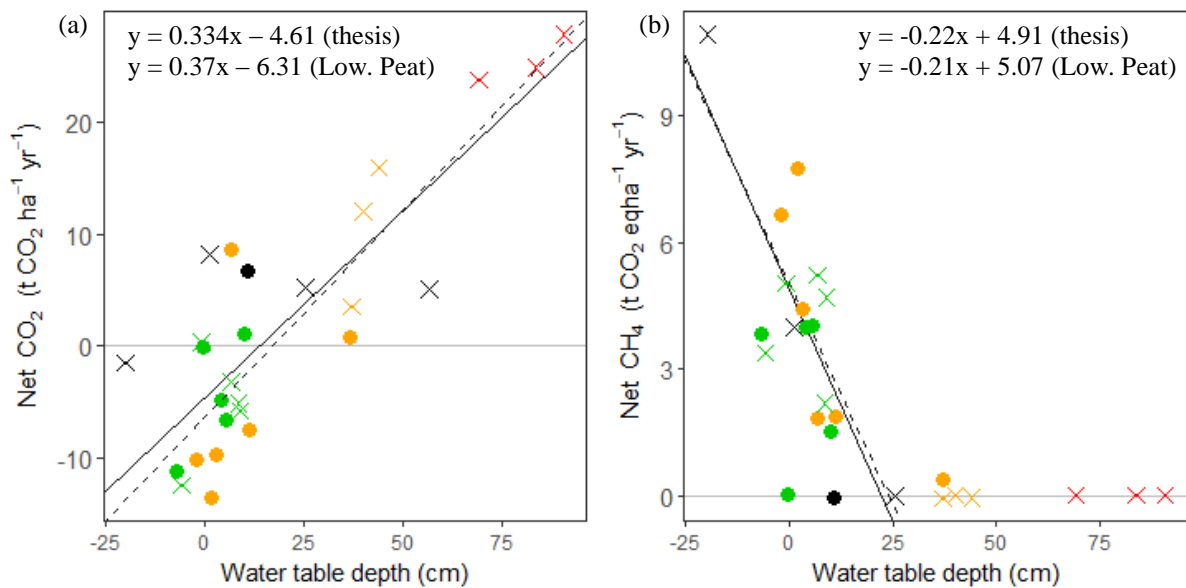 (a)
y = 0.334x – 4.61 (thesis)
y = 0.37x – 6.31 (Low. Peat)
Net CO₂ (t CO₂ ha⁻¹ yr⁻¹)
20
10
0
-10
-25
0
25
50
75
Water table depth (cm)
(b)
y = -0.22x + 4.91 (thesis)
y = -0.21x + 5.07 (Low. Peat)
Net CH₄ (t CO₂ eqha⁻¹ yr⁻¹)
9
6
3
0
-25
0
25
50
75
Water table depth (cm)